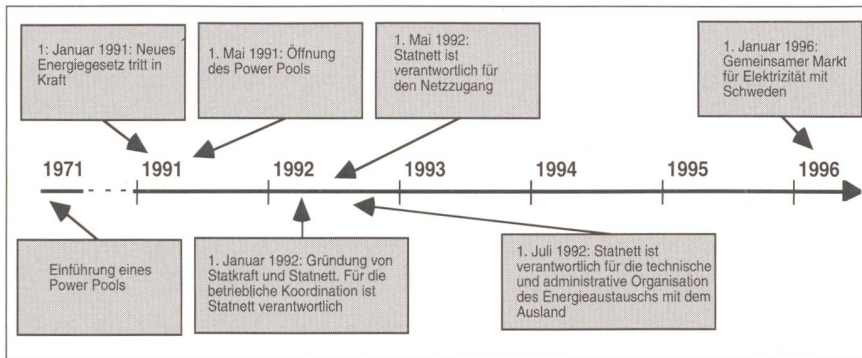 1: Januar 1991: Neues
Energiegesetz tritt in
Kraft
1. Mai 1991: Öffnung
des Power Pools
1. Mai 1992:
Statnett ist
verantwortlich für
den Netzzugang
1. Januar 1996:
Gemeinsamer Markt
für Elektrizität mit
Schweden
1971 1991 1992 1993 1994 1995 1996
Einführung eines
Power Pools
1. Januar 1992: Gründung von
Statkraft und Statnett. Für die
betriebliche Koordination ist
Statnett verantwortlich
1. Juli 1992: Statnett ist
verantwortlich für die technische
und administrative Organisation
des Energieaustauschs mit dem
Ausland